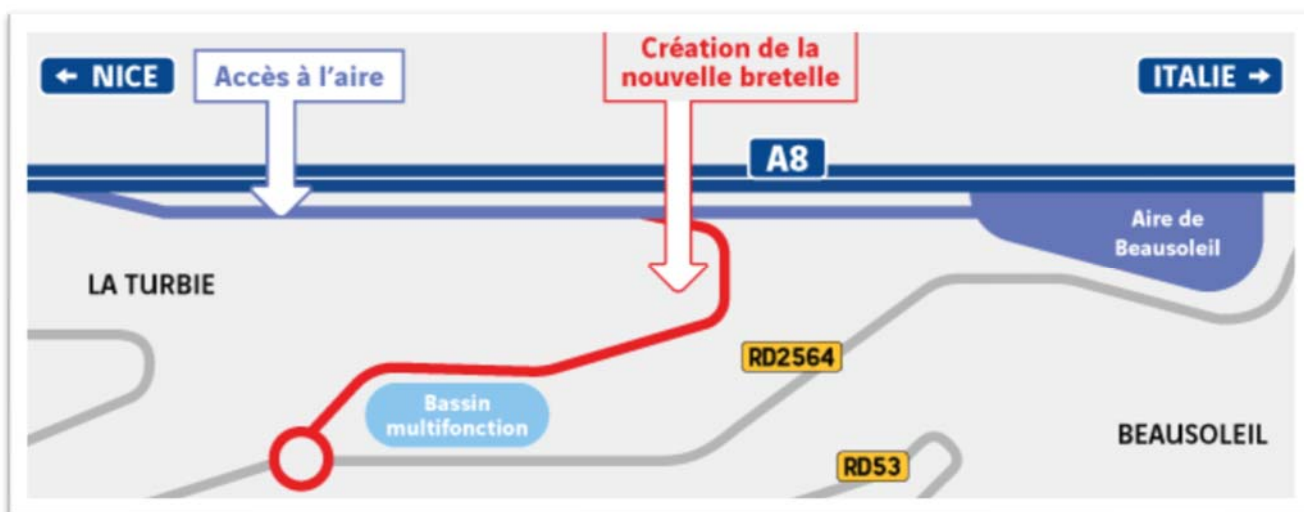 ← NICE
Accès à l'aire
Création de la
nouvelle bretelle
ITALIE →
A8
Aire de
Beausoleil
LA TURBIE
RD2564
Bassin
multifonction
BEAUSOLEIL
RD53